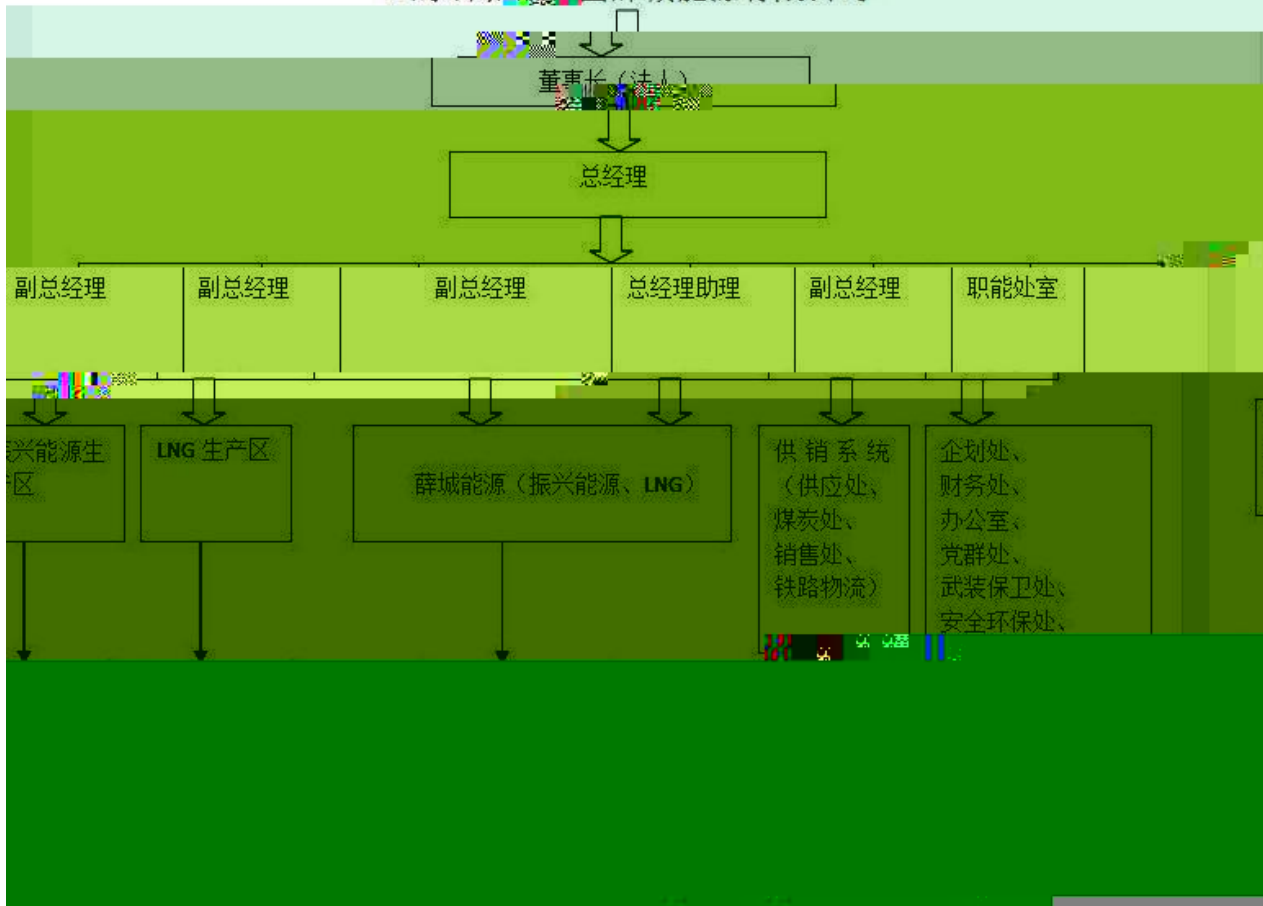 董事长（法人）
总经理
副总经理 副总经理 副总经理 总经理助理 副总经理 职能处室
兴能源生
区
LNG 生产区
薛城能源（振兴能源、LNG）
供销系统
（供应处、
煤炭处、
销售处、
铁路物流）
企划处、
财务处、
办公室、
党群处、
武装保卫处、
安全环保处、